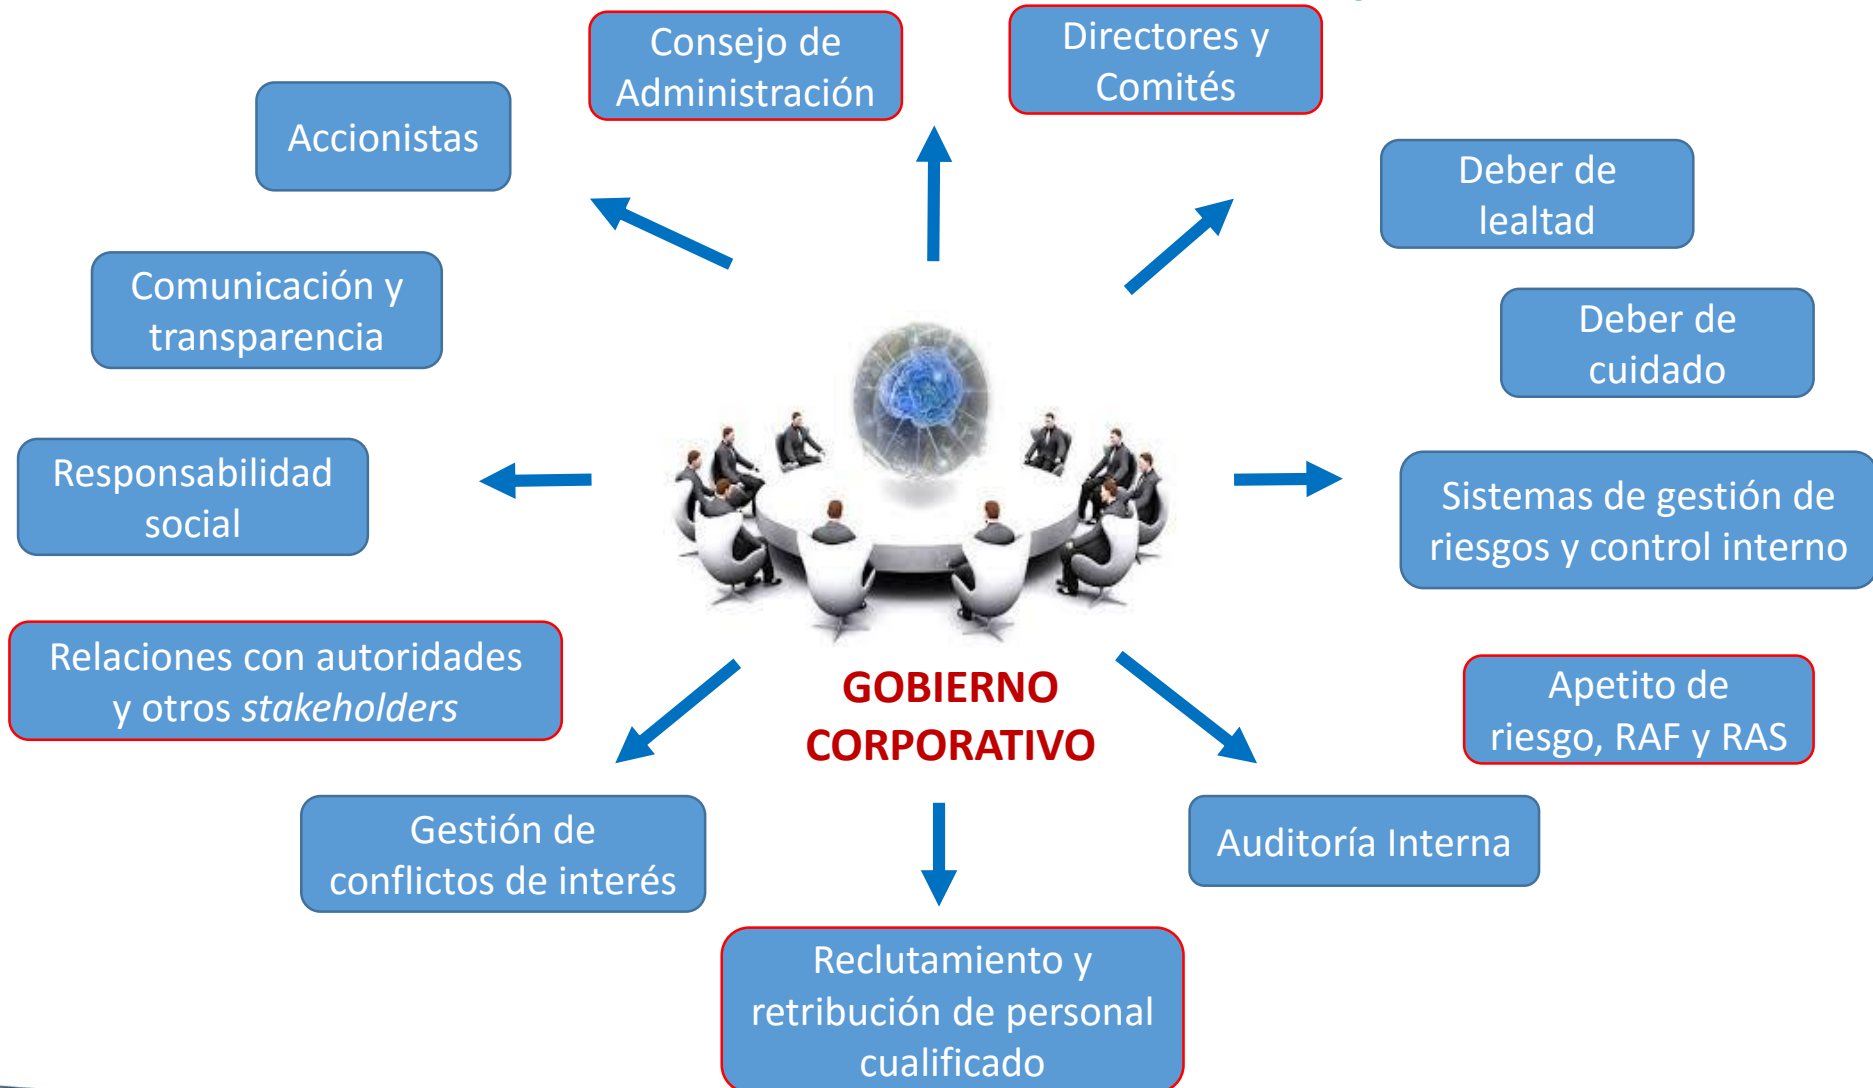 Consejo de
Administración
Directores y
Comités
Accionistas
Deber de
lealtad
Comunicación y
transparencia
Deber de
cuidado
Responsabilidad
social
Sistemas de gestión de
riesgos y control interno
Relaciones con autoridades
y otros stakeholders
GOBIERNO
CORPORATIVO
Apetito de
riesgo, RAF y RAS
Gestión de
conflictos de interés
Auditoría Interna
Reclutamiento y
retribución de personal
cualificado